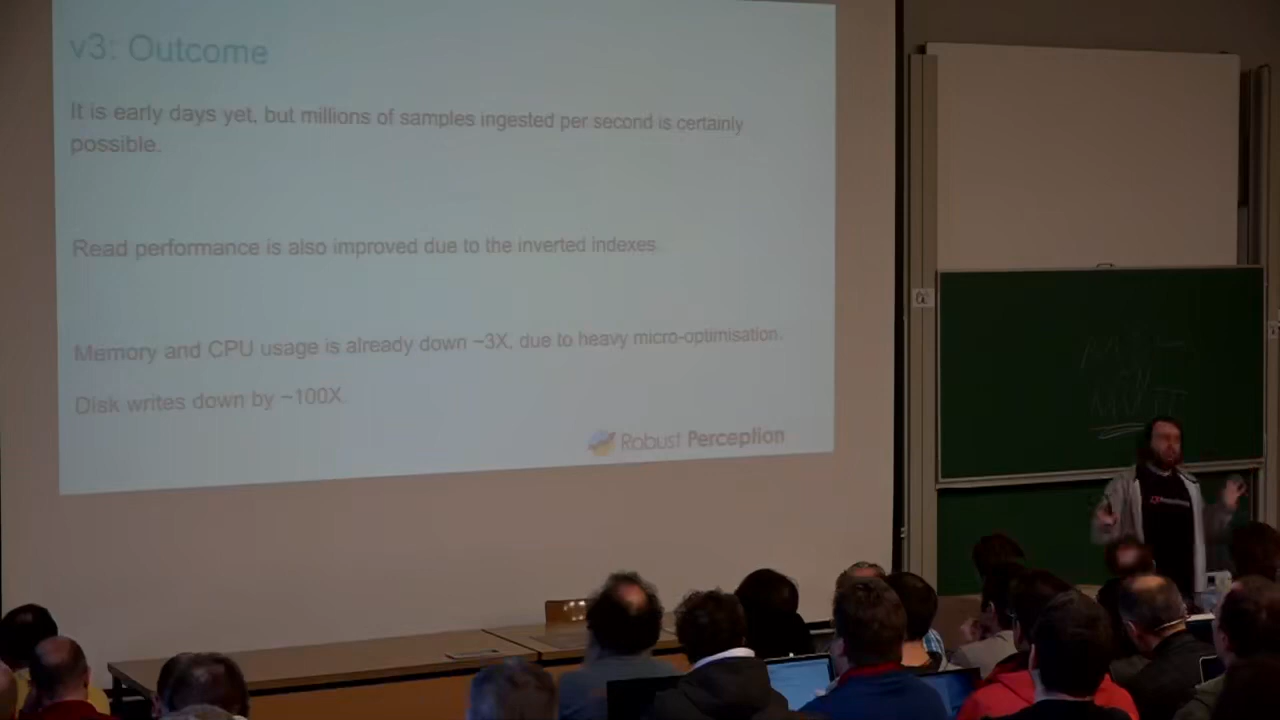 v3: Outcome
It is early days yet, but millions of samples ingested per second is certainly
possible.
Read performance is also improved due to the inverted indexes.
Memory and CPU usage is already down ~3X, due to heavy micro-optimisation.
Disk writes down by ~100X.
Robust Perception